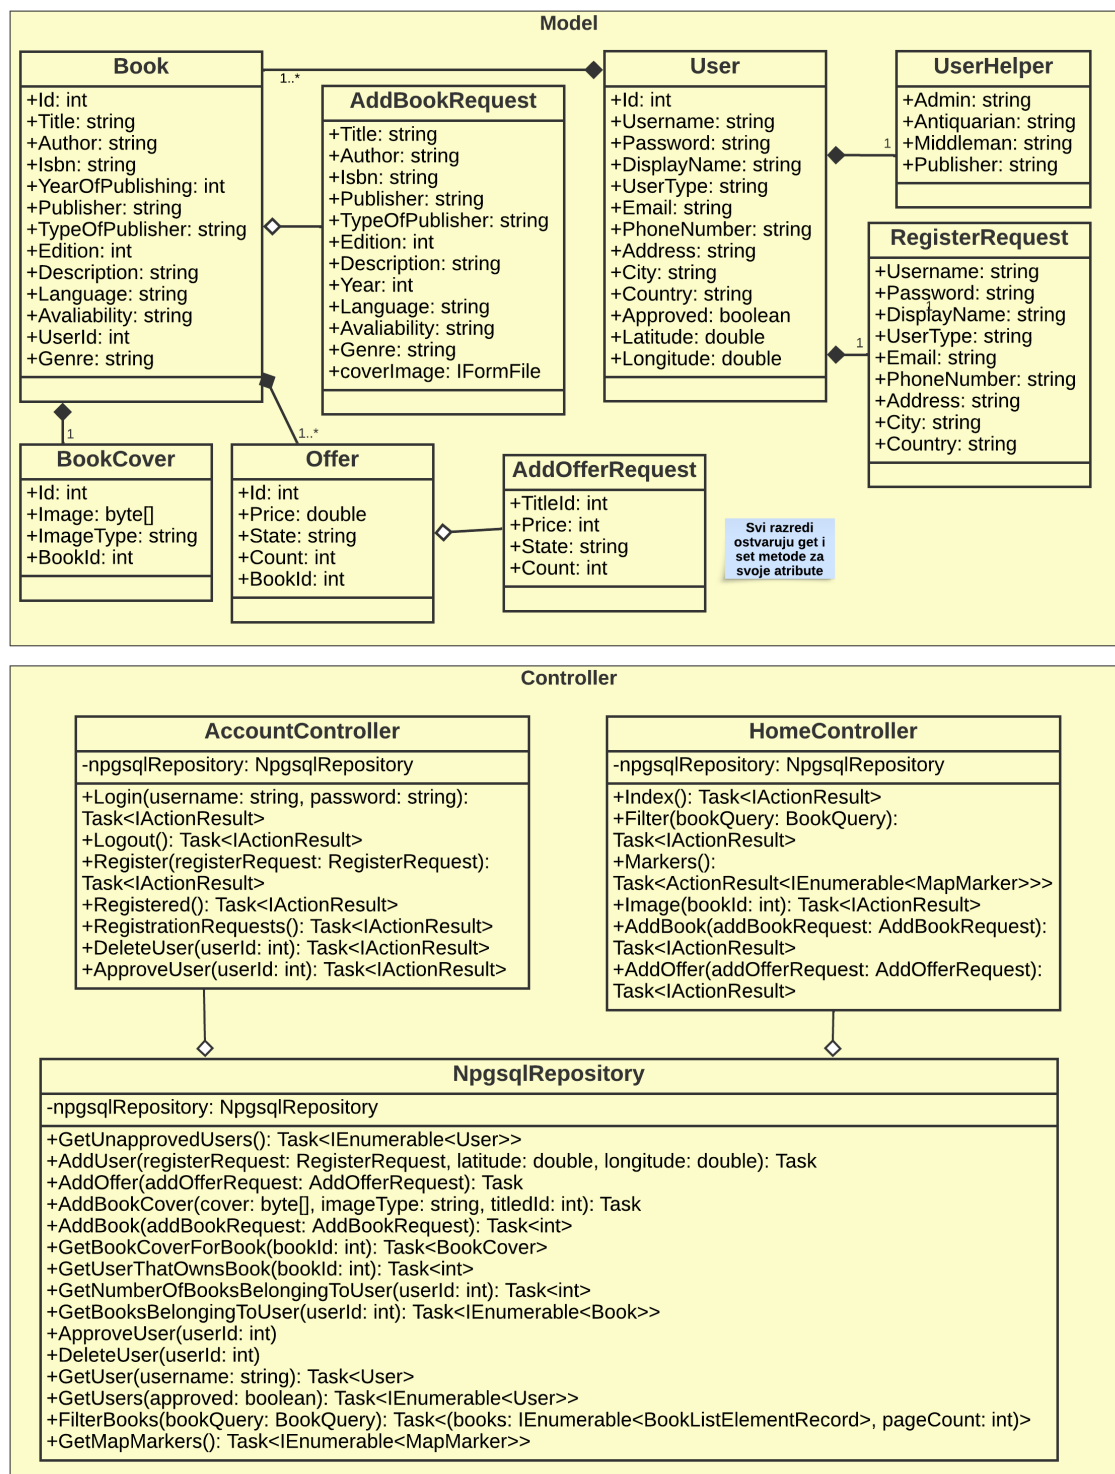 Model
Book
+Id: int
+Title: string
+Author: string
+Isbn: string
+YearOfPublishing: int
+Publisher: string
+TypeOfPublisher: string
+Edition: int
+Description: string
+Language: string
+Avaliability: string
+UserId: int
+Genre: string
1..*
AddBookRequest
+Title: string
+Author: string
+Isbn: string
+Publisher: string
+TypeOfPublisher: string
+Edition: int
+Description: string
+Year: int
+Language: string
+Avaliability: string
+Genre: string
+coverImage: IFormFile
User
+Id: int
+Username: string
+Password: string
+DisplayName: string
+UserType: string
+Email: string
+PhoneNumber: string
+Address: string
+City: string
+Country: string
+Approved: boolean
+Latitude: double
+Longitude: double
UserHelper
+Admin: string
+Antiquarian: string
+Middleman: string
+Publisher: string
1
RegisterRequest
+Username: string
+Password: string
1
+DisplayName: string
+UserType: string
+Email: string
+PhoneNumber: string
+Address: string
+City: string
+Country: string
1
1
BookCover
+Id: int
+Image: byte[]
+ImageType: string
+BookId: int
1..*
Offer
+Id: int
+Price: double
+State: string
+Count: int
+BookId: int
AddOfferRequest
+TitleId: int
+Price: int
+State: string
+Count: int
Svi razredi
ostvaruju get i
set metode za
svoje atribute
Controller
AccountController
-npgsqlRepository: NpgsqlRepository
+Login(username: string, password: string):
Task<IActionResult>
+Logout(): Task<IActionResult>
+Register(registerRequest: RegisterRequest):
Task<IActionResult>
+Registered(): Task<IActionResult>
+RegistrationRequests(): Task<IActionResult>
+DeleteUser(userId: int): Task<IActionResult>
+ApproveUser(userId: int): Task<IActionResult>
HomeController
-npgsqlRepository: NpgsqlRepository
+Index(): Task<IActionResult>
+Filter(bookQuery: BookQuery):
Task<IActionResult>
+Markers():
Task<ActionResult<IEnumerable<MapMarker>>>
+Image(bookId: int): Task<IActionResult>
+AddBook(addBookRequest: AddBookRequest):
Task<IActionResult>
+AddOffer(addOfferRequest: AddOfferRequest):
Task<IActionResult>
NpgsqlRepository
-npgsqlRepository: NpgsqlRepository
+GetUnapprovedUsers(): Task<IEnumerable<User>>
+AddUser(registerRequest: RegisterRequest, latitude: double, longitude: double): Task
+AddOffer(addOfferRequest: AddOfferRequest): Task
+AddBookCover(cover: byte[], imageType: string, titledId: int): Task
+AddBook(addBookRequest: AddBookRequest): Task<int>
+GetBookCoverForBook(bookId: int): Task<BookCover>
+GetUserThatOwnsBook(bookId: int): Task<int>
+GetNumberOfBooksBelongingToUser(userId: int): Task<int>
+GetBooksBelongingToUser(userId: int): Task<IEnumerable<Book>>
+ApproveUser(userId: int)
+DeleteUser(userId: int)
+GetUser(username: string): Task<User>
+GetUsers(approved: boolean): Task<IEnumerable<User>>
+FilterBooks(bookQuery: BookQuery): Task<(books: IEnumerable<BookListElementRecord>, pageCount: int)>
+GetMapMarkers(): Task<IEnumerable<MapMarker>>